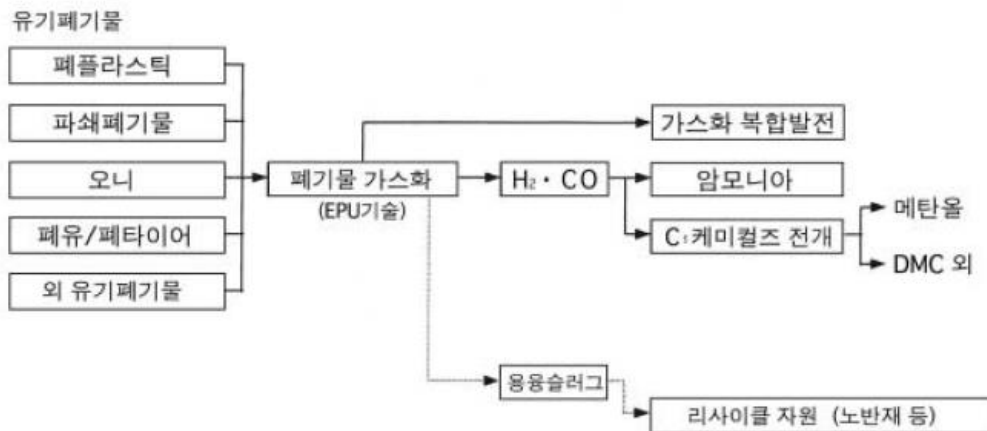 유기폐기물
폐플라스틱
파쇄폐기물
오니
폐유/폐타이어
외 유기폐기물
폐기물 가스화
(EPU기술)
가스화 복합발전
H₂・CO
암모니아
C₁케미컬즈 전개
메탄올
DMC 외
용융슬러그
리사이클 자원 (노반재 등)